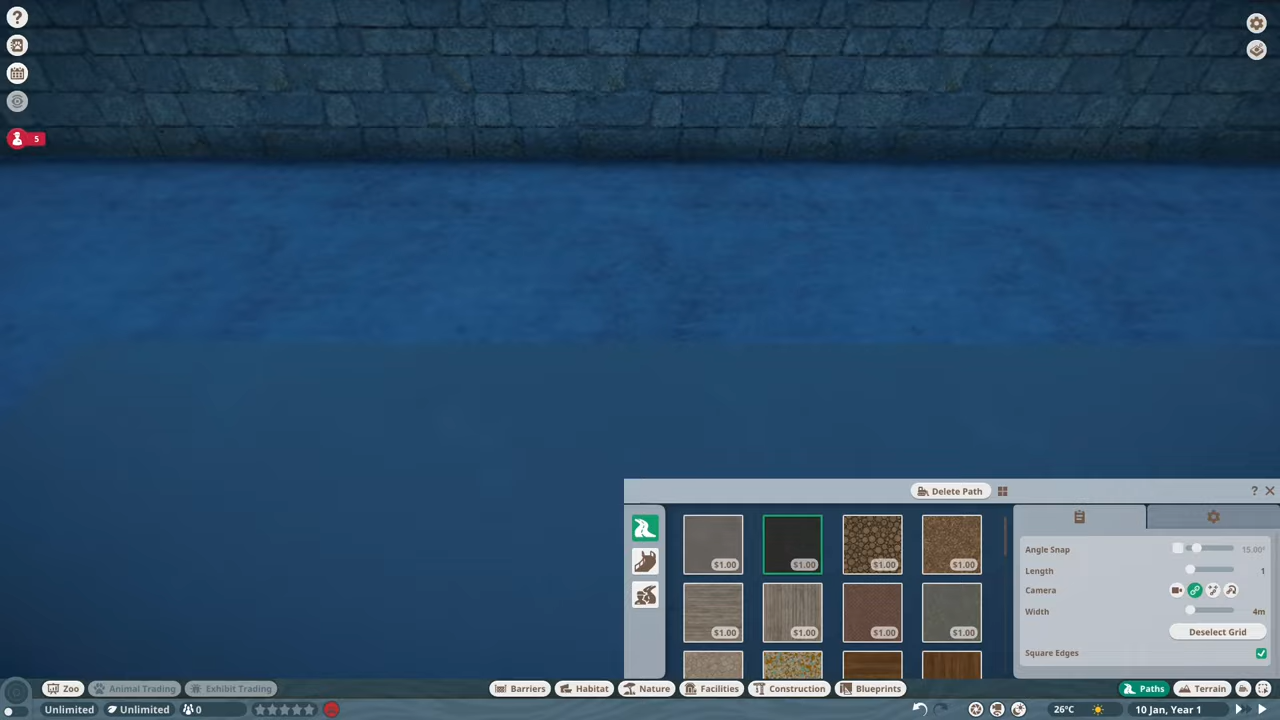 ?
5
Delete Path
?
$1.00 $1.00 $1.00 $1.00
$1.00 $1.00 $1.00 $1.00
Angle Snap 15.00°
Length 1
Camera
Width 4m
Deselect Grid
Square Edges
Zoo Animal Trading Exhibit Trading Barriers Habitat Nature Facilities Construction Blueprints Paths Terrain
Unlimited Unlimited 0 26°C 10 Jan, Year 1